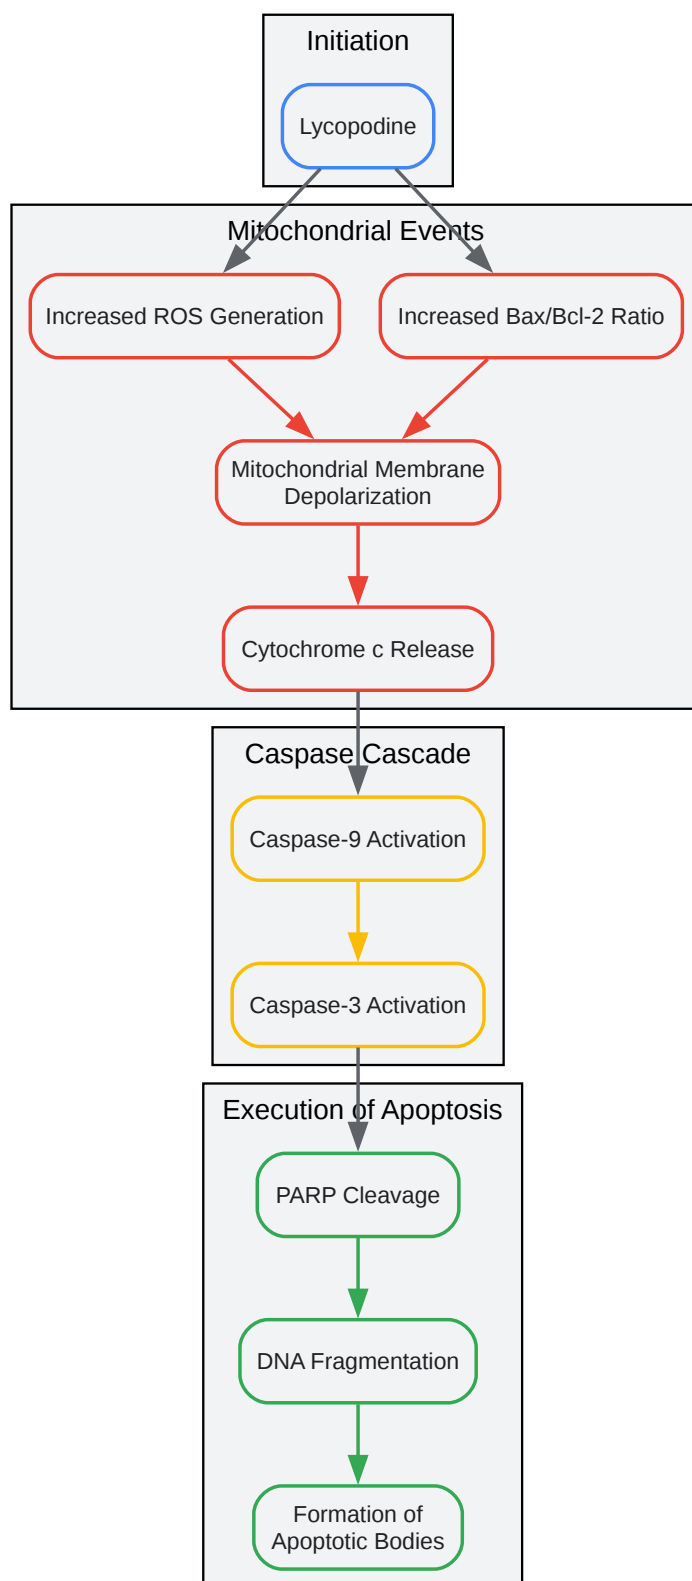 Initiation
Lycopodine
Mitochondrial Events
Increased ROS Generation
Increased Bax/Bcl-2 Ratio
Mitochondrial Membrane
Depolarization
Cytochrome c Release
Caspase Cascade
Caspase-9 Activation
Caspase-3 Activation
Execution of Apoptosis
PARP Cleavage
DNA Fragmentation
Formation of
Apoptotic Bodies